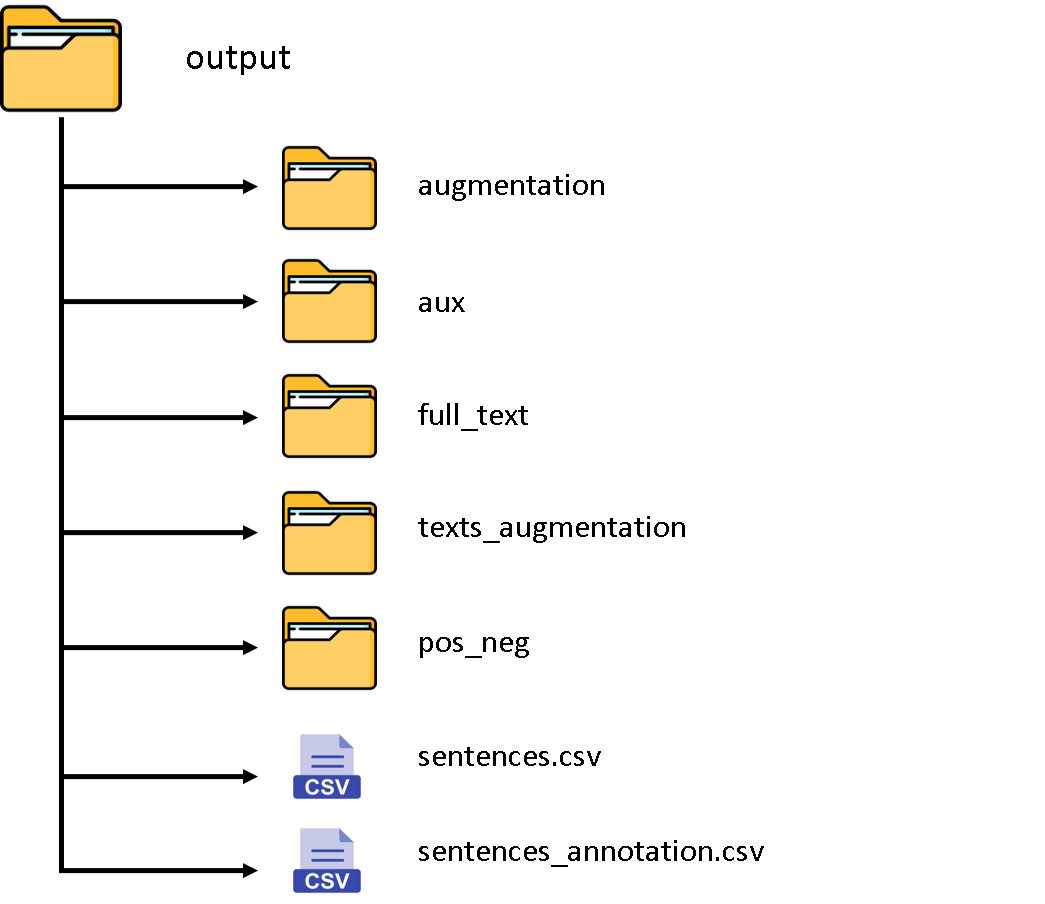 output
augmentation
aux
full_text
texts_augmentation
pos_neg
sentences.csv
CSV
sentences_annotation.csv
CSV